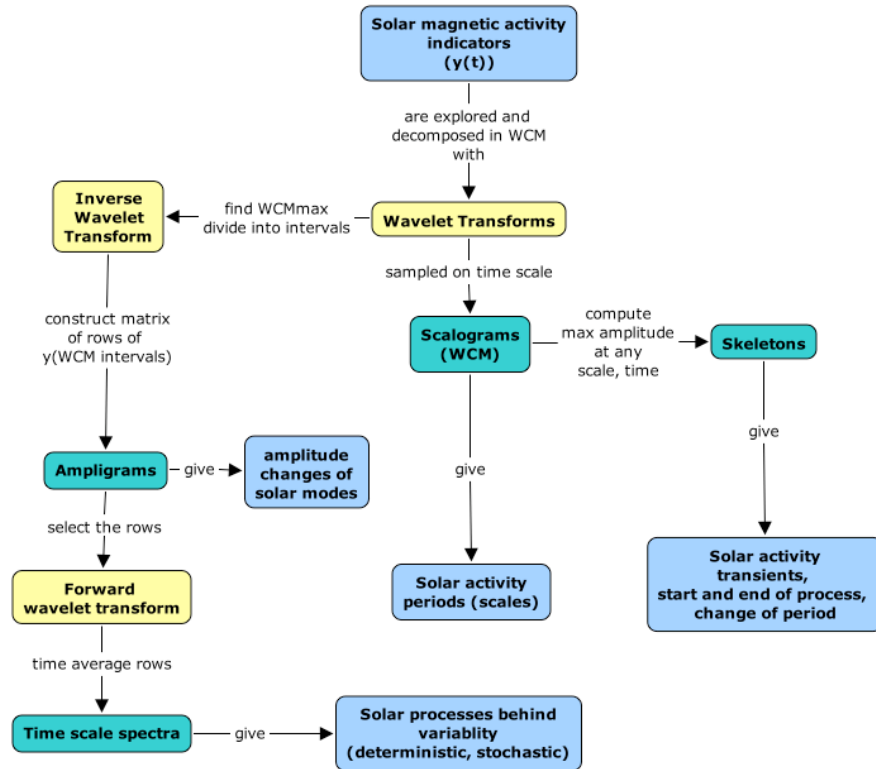 Solar magnetic activity
indicators
(y(t))
are explored and
decomposed in WCM
with
Inverse
Wavelet
Transform
find WCMmax
divide into intervals
Wavelet Transforms
sampled on time scale
construct matrix
of rows of
y(WCM intervals)
Scalograms
(WCM)
compute
max amplitude
at any
scale, time
Skeletons
give
Ampligrams
give
amplitude
changes of
solar modes
give
select the rows
Forward
wavelet transform
Solar activity
periods (scales)
Solar activity
transients,
start and end of process,
change of period
time average rows
Time scale spectra
give
Solar processes behind
variablity
(deterministic, stochastic)